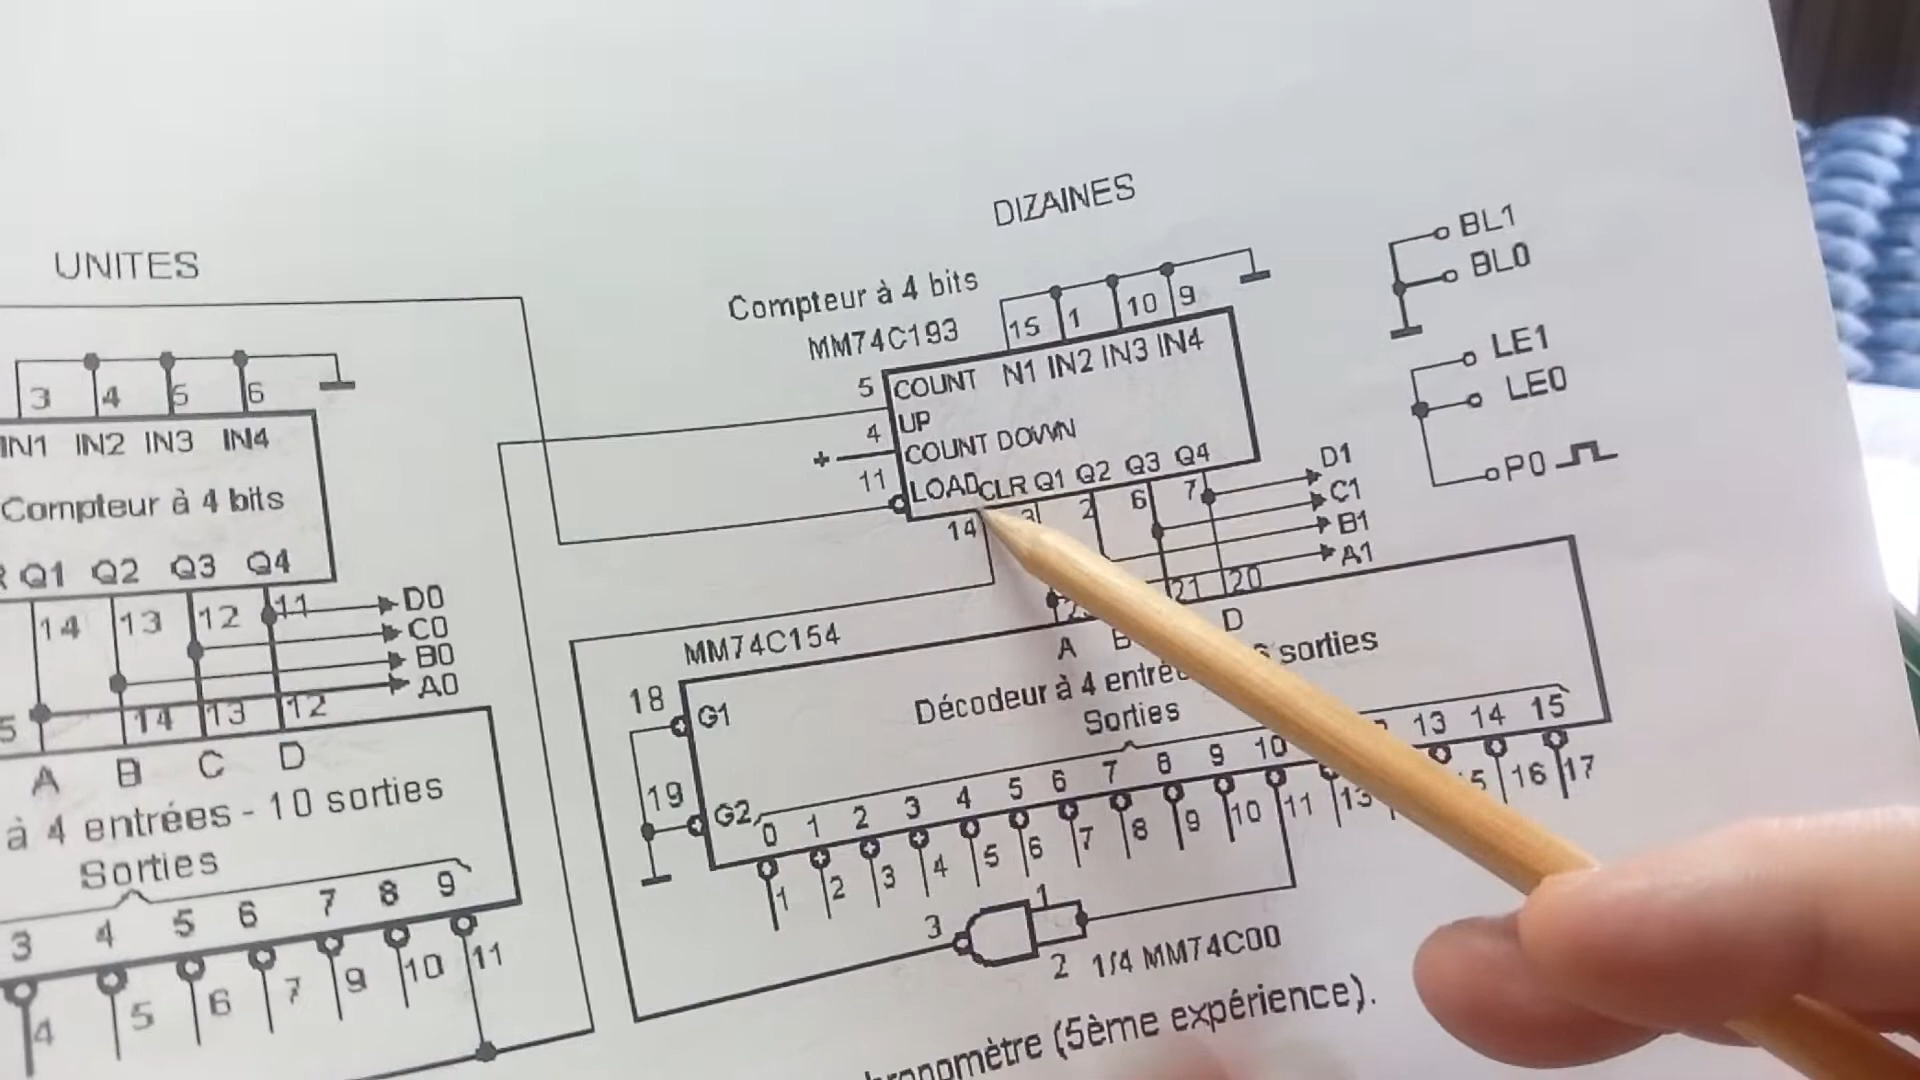 UNITES
3 4 5 6
IN1 IN2 IN3 IN4
Compteur à 4 bits
Q1 Q2 Q3 Q4
14 13 12 11
D0
C0
B0
A0
5 14 13 12
A B C D
à 4 entrées - 10 sorties
Sorties
3 4 5 6 7 8 9
4 5 6 7 9 10 11
DIZAINES
Compteur à 4 bits
MM74C193
15 1 10 9
5 COUNT N1 IN2 IN3 IN4
UP
4 COUNT DOWN
+
11 LOAD CLR Q1 Q2 Q3 Q4
14 3 2 6 7
D1
C1
B1
A1
21 20
MM74C154
A B D
18 G1
Décodeur à 4 sorties
Sorties
19 G2
0 1 2 3 4 5 6 7 8 9 10 13 14 15
1 2 3 4 5 6 7 8 9 10 11 13 16 17
3 1
2 1/4 MM74C00
(5ème expérience).
BL1
BL0
LE1
LE0
P0